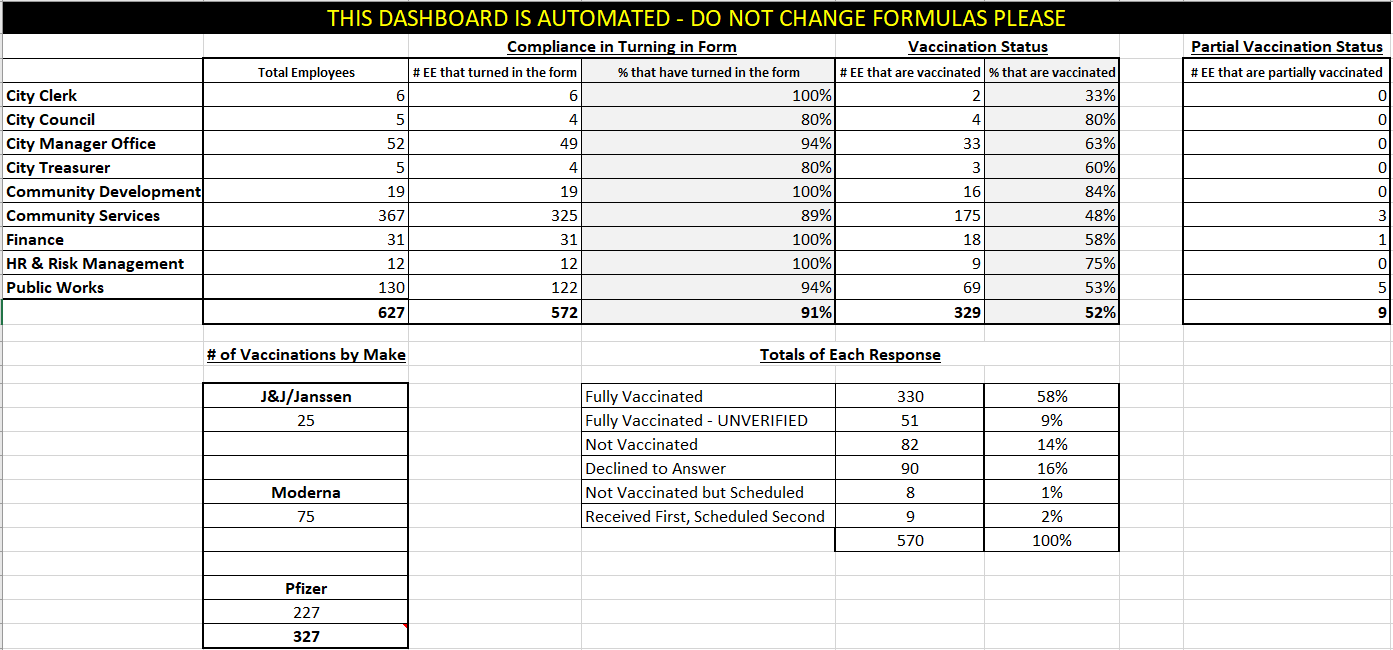 THIS DASHBOARD IS AUTOMATED - DO NOT CHANGE FORMULAS PLEASE
Compliance in Turning in Form Vaccination Status Partial Vaccination Status
Total Employees # EE that turned in the form % that have turned in the form # EE that are vaccinated % that are vaccinated # EE that are partially vaccinated
City Clerk 6 6 100% 2 33% 0
City Council 5 4 80% 4 80% 0
City Manager Office 52 49 94% 33 63% 0
City Treasurer 5 4 80% 3 60% 0
Community Development 19 19 100% 16 84% 0
Community Services 367 325 89% 175 48% 3
Finance 31 31 100% 18 58% 1
HR & Risk Management 12 12 100% 9 75% 0
Public Works 130 122 94% 69 53% 5
627 572 91% 329 52% 9
# of Vaccinations by Make Totals of Each Response
J&J/Janssen Fully Vaccinated 330 58%
25 Fully Vaccinated - UNVERIFIED 51 9%
Not Vaccinated 82 14%
Declined to Answer 90 16%
Moderna Not Vaccinated but Scheduled 8 1%
75 Received First, Scheduled Second 9 2%
570 100%
Pfizer
227
327